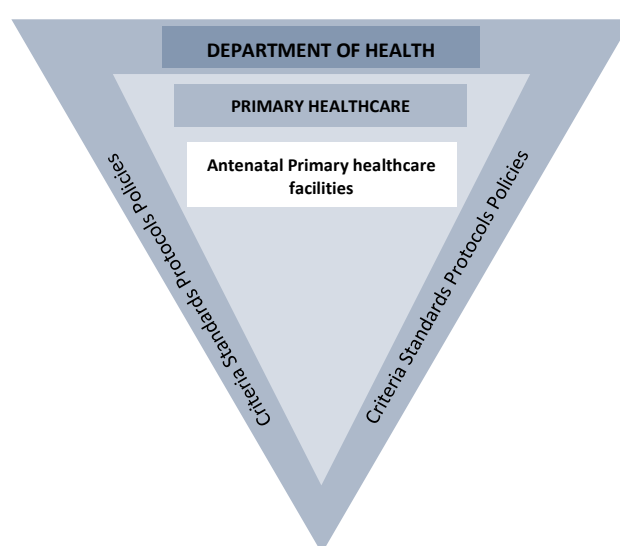 DEPARTMENT OF HEALTH
PRIMARY HEALTHCARE
Antenatal Primary healthcare
facilities
Criteria Standards Protocols Policies
Criteria Standards Protocols Policies